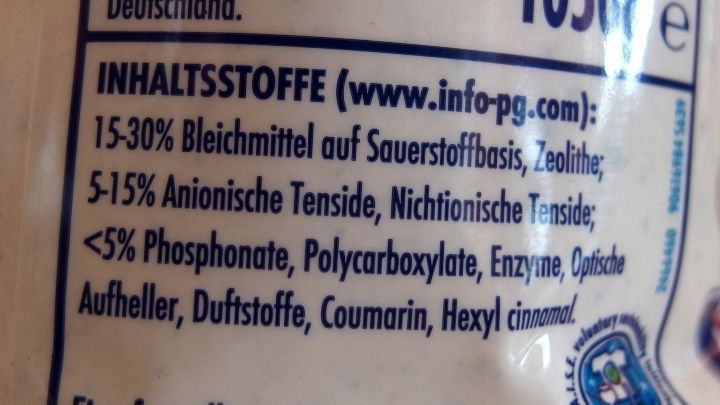 Deutschland.
INHALTSSTOFFE (www.info-pg.com):
15-30% Bleichmittel auf Sauerstoffbasis, Zeolithe;
5-15% Anionische Tenside, Nichtionische Tenside;
<5% Phosphonate, Polycarboxylate, Enzyme, Optische
Aufheller, Duftstoffe, Coumarin, Hexyl cinnamal.
A.I.S.E. voluntary